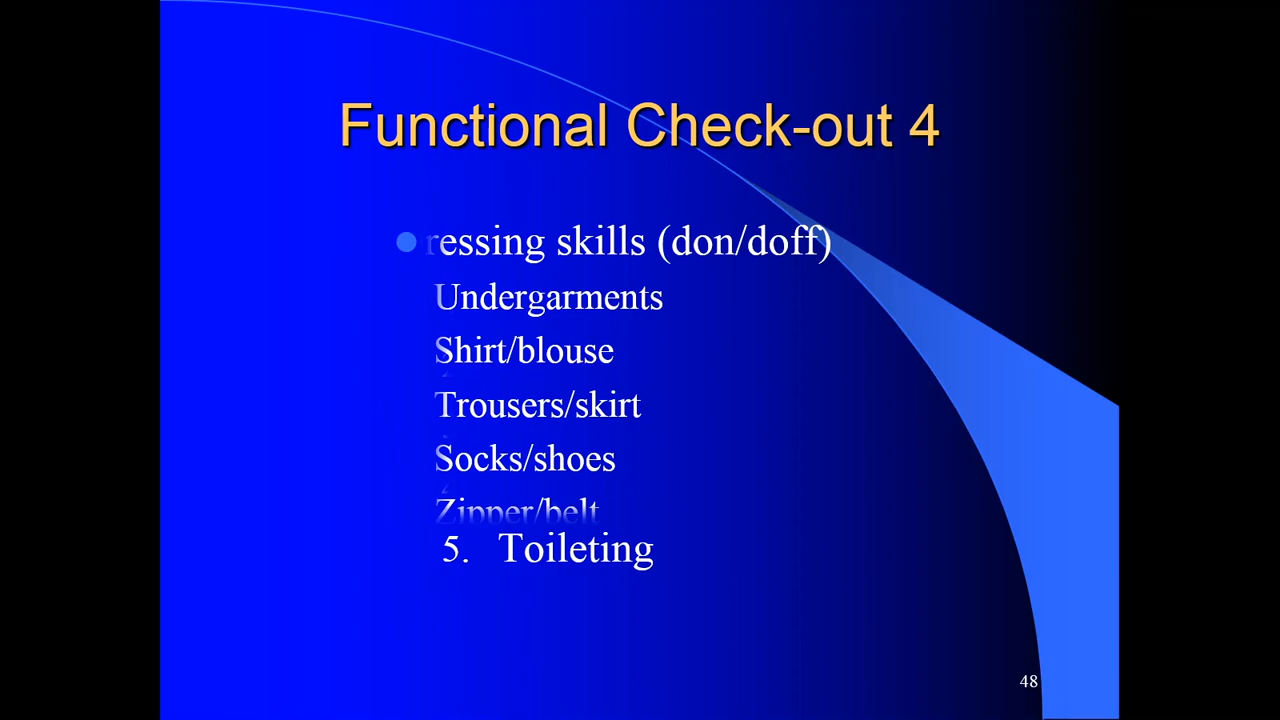 Functional Check-out 4
ressing skills (don/doff)
Undergarments
Shirt/blouse
Trousers/skirt
Socks/shoes
Zipper/belt
5. Toileting
48